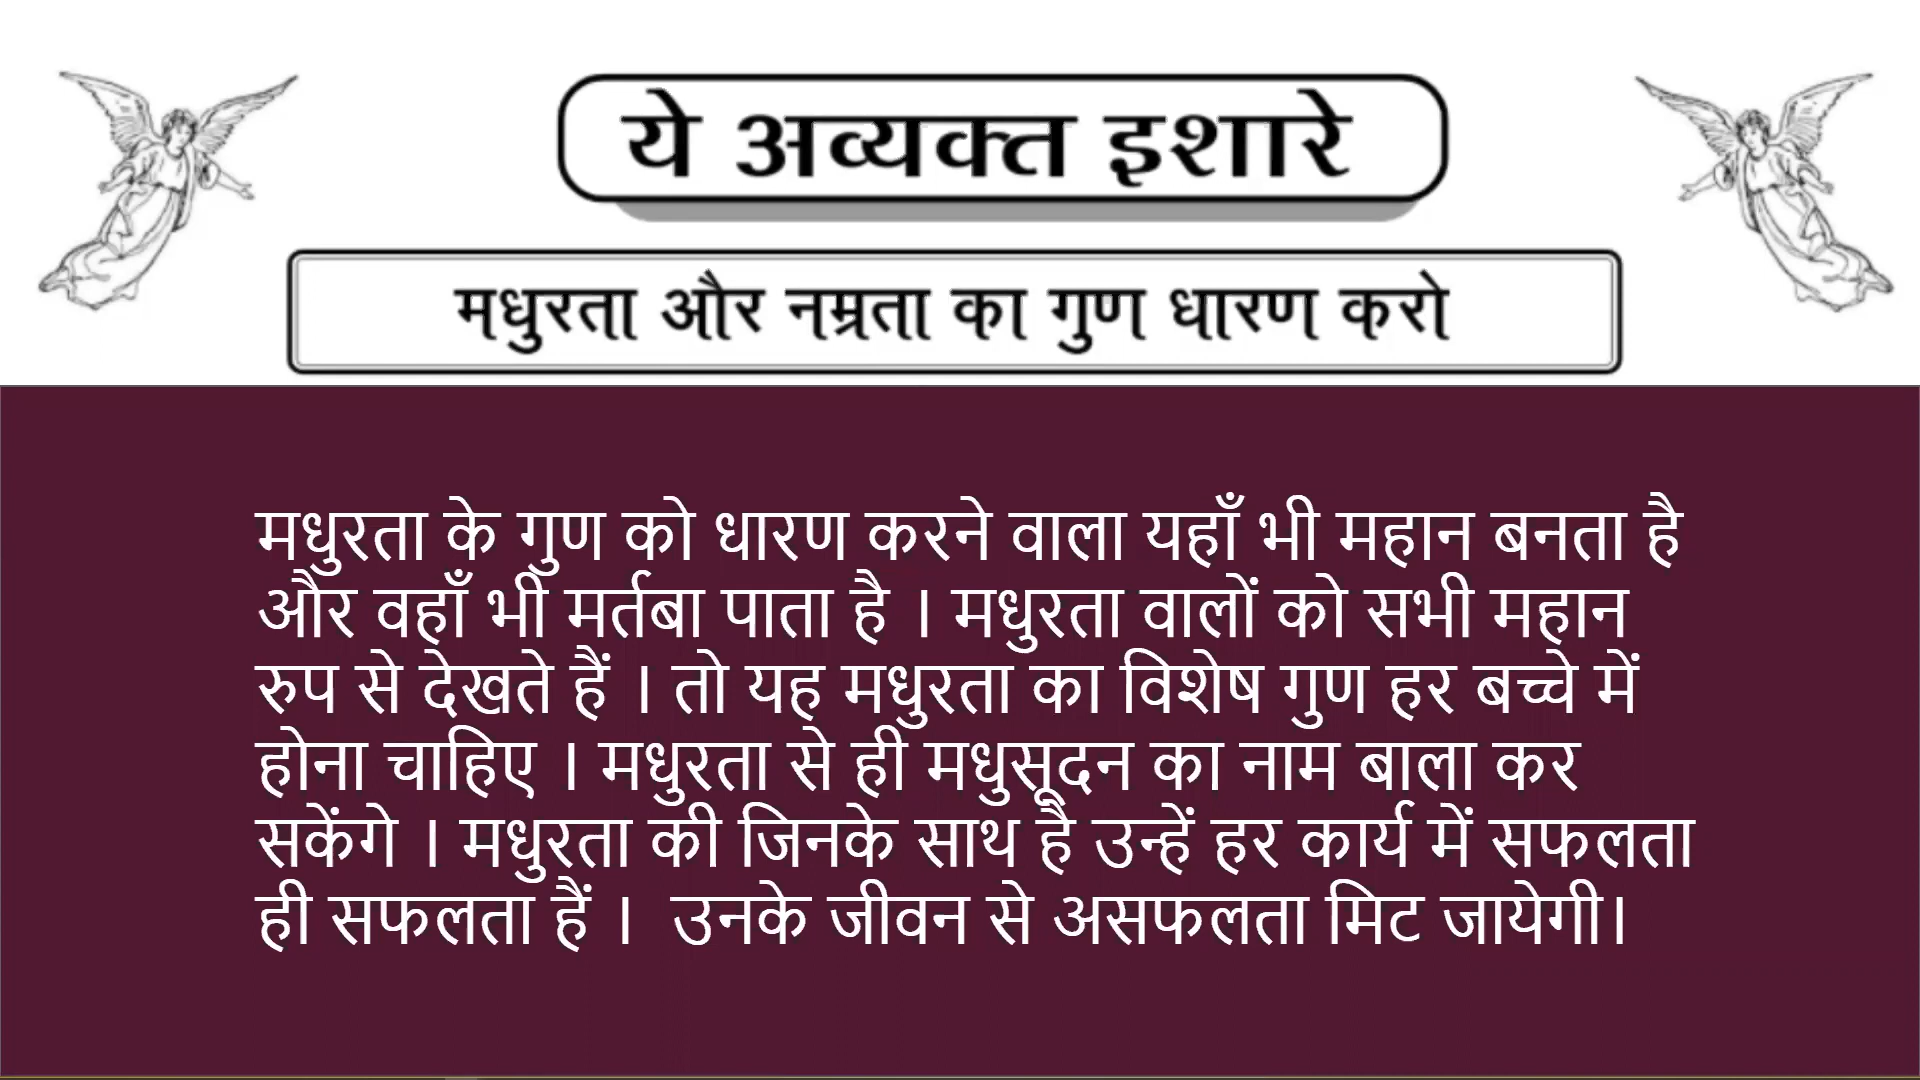 ये अव्यक्त इशारे
मधुरता और नम्रता का गुण धारण करो
मधुरता के गुण को धारण करने वाला यहाँ भी महान बनता है
और वहाँ भी मर्तबा पाता है । मधुरता वालों को सभी महान
रुप से देखते हैं । तो यह मधुरता का विशेष गुण हर बच्चे में
होना चाहिए । मधुरता से ही मधुसूदन का नाम बाला कर
सकेंगे । मधुरता की जिनके साथ है उन्हें हर कार्य में सफलता
ही सफलता हैं ।  उनके जीवन से असफलता मिट जायेगी।